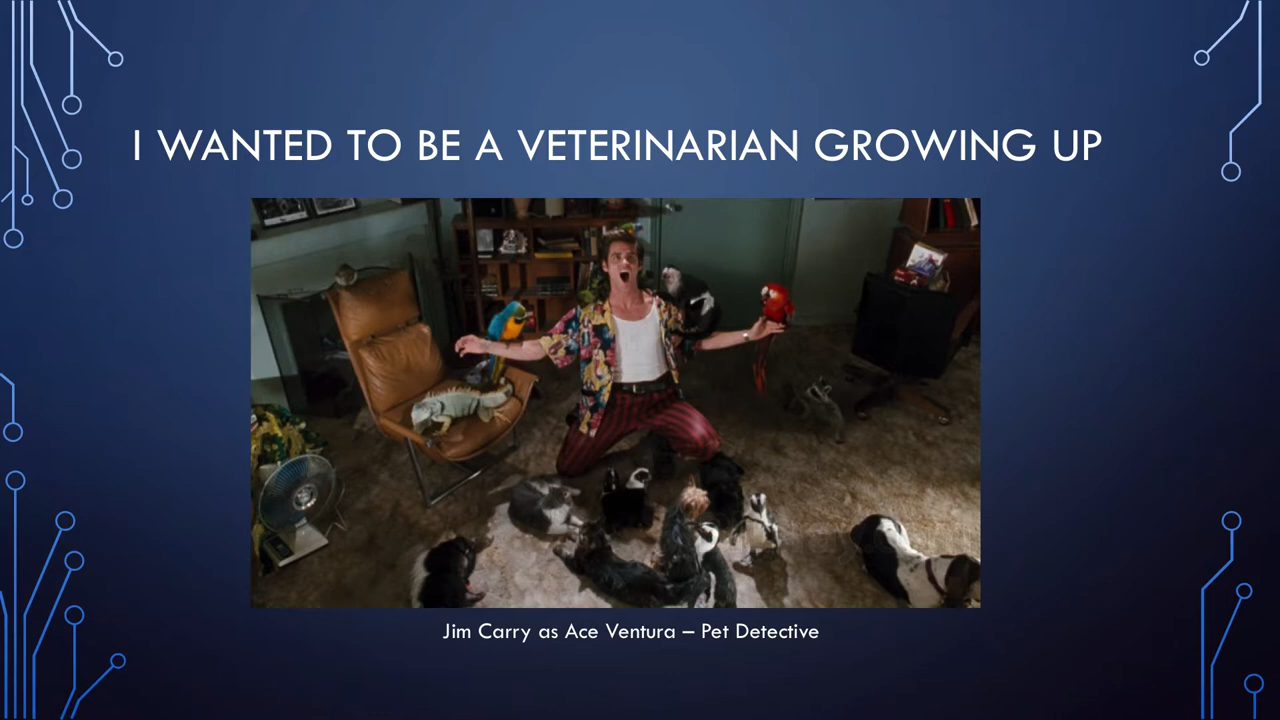 I WANTED TO BE A VETERINARIAN GROWING UP
Jim Carry as Ace Ventura – Pet Detective